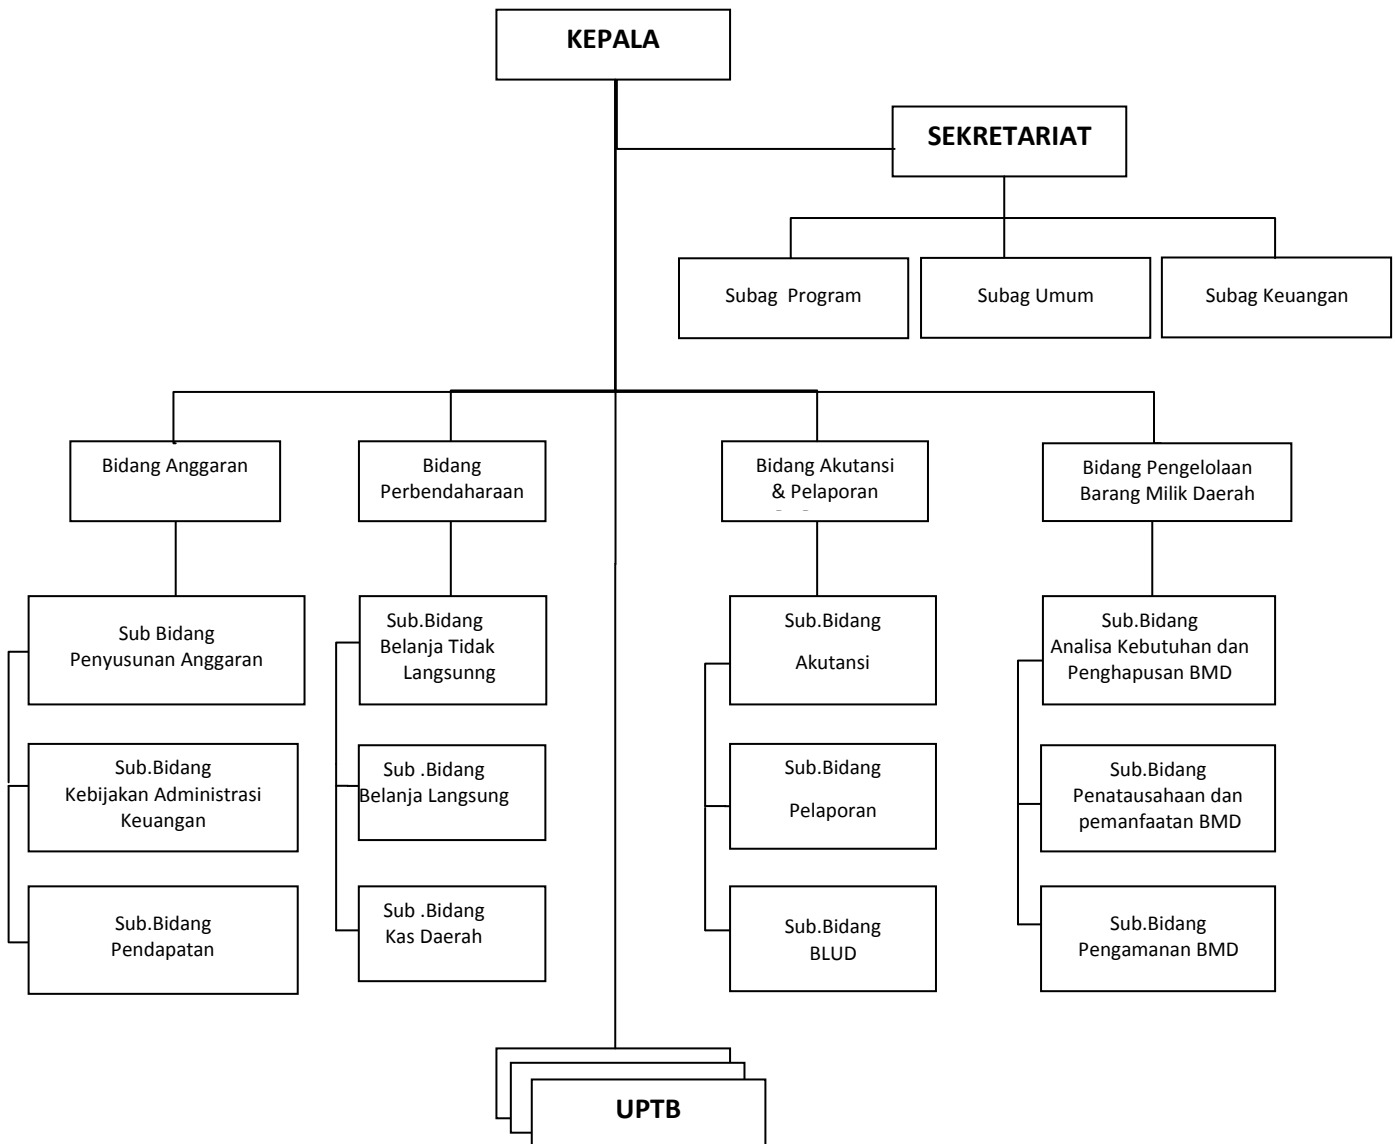 KEPALA
SEKRETARIAT
Subag Program
Subag Umum
Subag Keuangan
Bidang Anggaran
Bidang
Perbendaharaan
Bidang Akutansi
& Pelaporan
Bidang Pengelolaan
Barang Milik Daerah
Sub Bidang
Penyusunan Anggaran
Sub.Bidang
Belanja Tidak
Langsunng
Sub.Bidang
Akutansi
Sub.Bidang
Analisa Kebutuhan dan
Penghapusan BMD
Sub.Bidang
Kebijakan Administrasi
Keuangan
Sub .Bidang
Belanja Langsung
Sub.Bidang
Pelaporan
Sub.Bidang
Penatausahaan dan
pemanfaatan BMD
Sub.Bidang
Pendapatan
Sub .Bidang
Kas Daerah
Sub.Bidang
BLUD
Sub.Bidang
Pengamanan BMD
UPTB